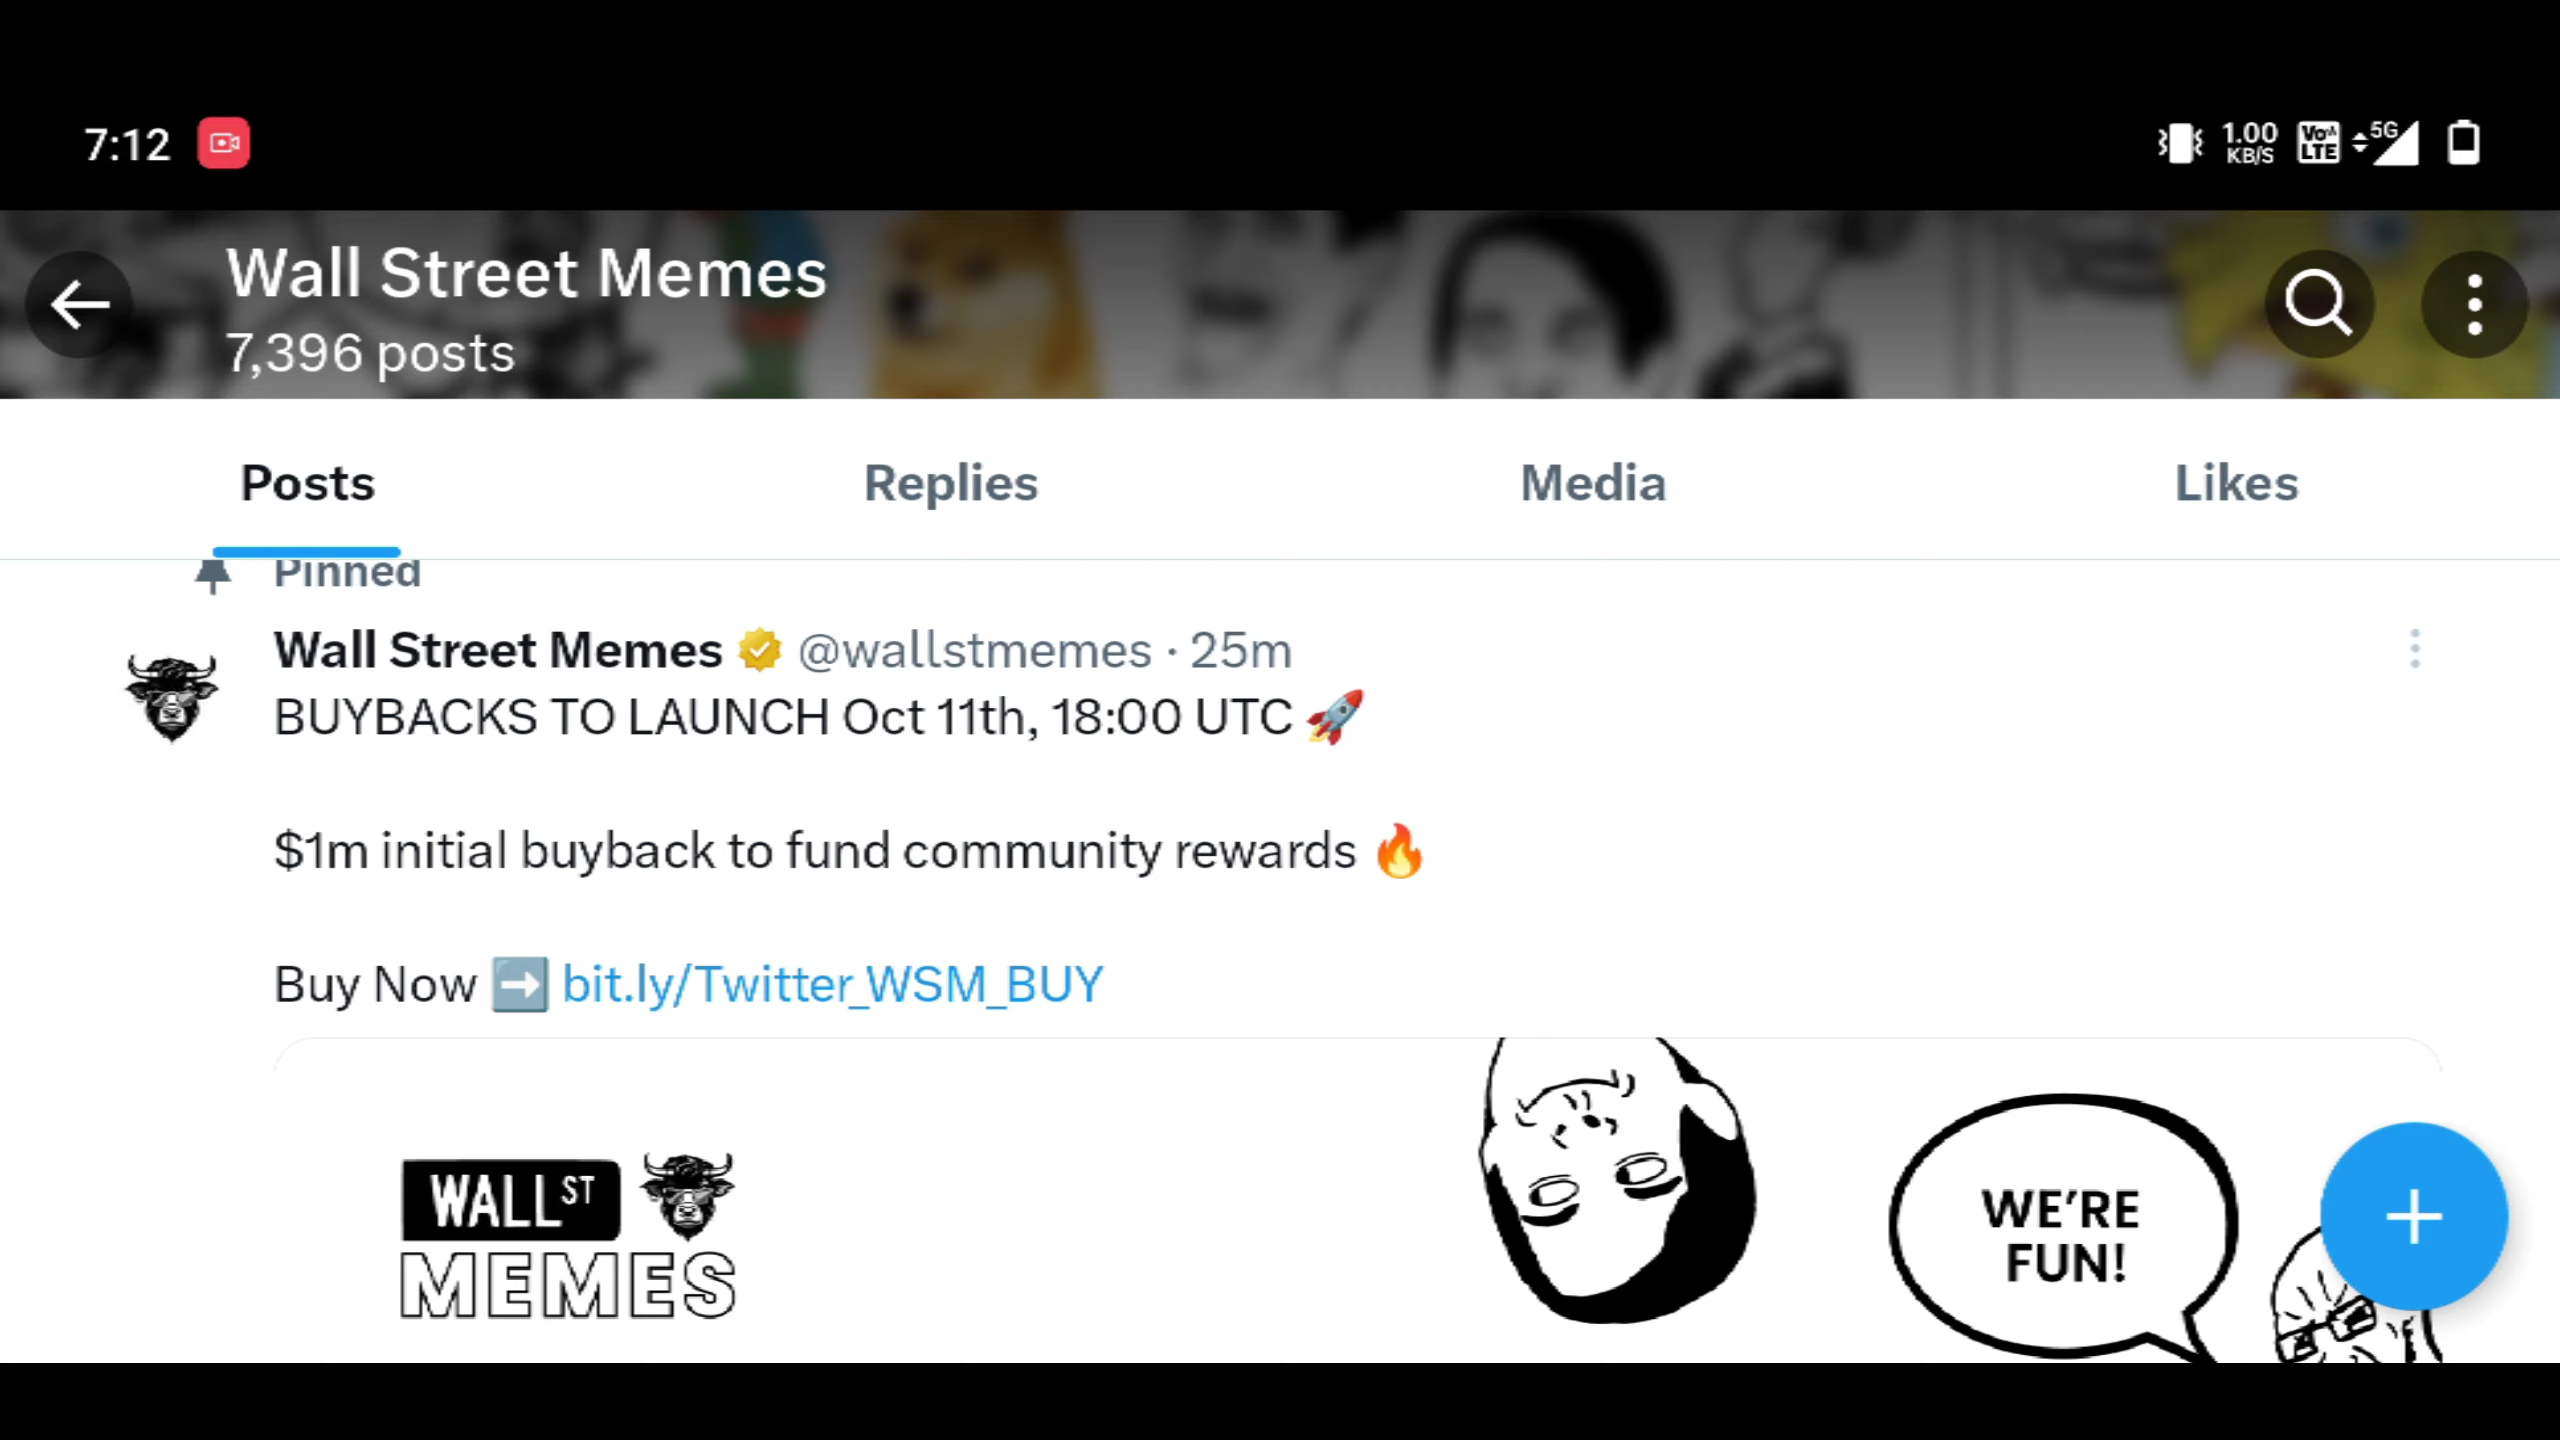 7:12
1.00
KB/S
Vo
LTE
5G
Wall Street Memes
7,396 posts
Posts
Replies
Media
Likes
Pinned
Wall Street Memes @wallstmemes · 25m
BUYBACKS TO LAUNCH Oct 11th, 18:00 UTC 🚀
$1m initial buyback to fund community rewards 🔥
Buy Now ➡️ bit.ly/Twitter_WSM_BUY
WALL ST
MEMES
WE'RE
FUN!